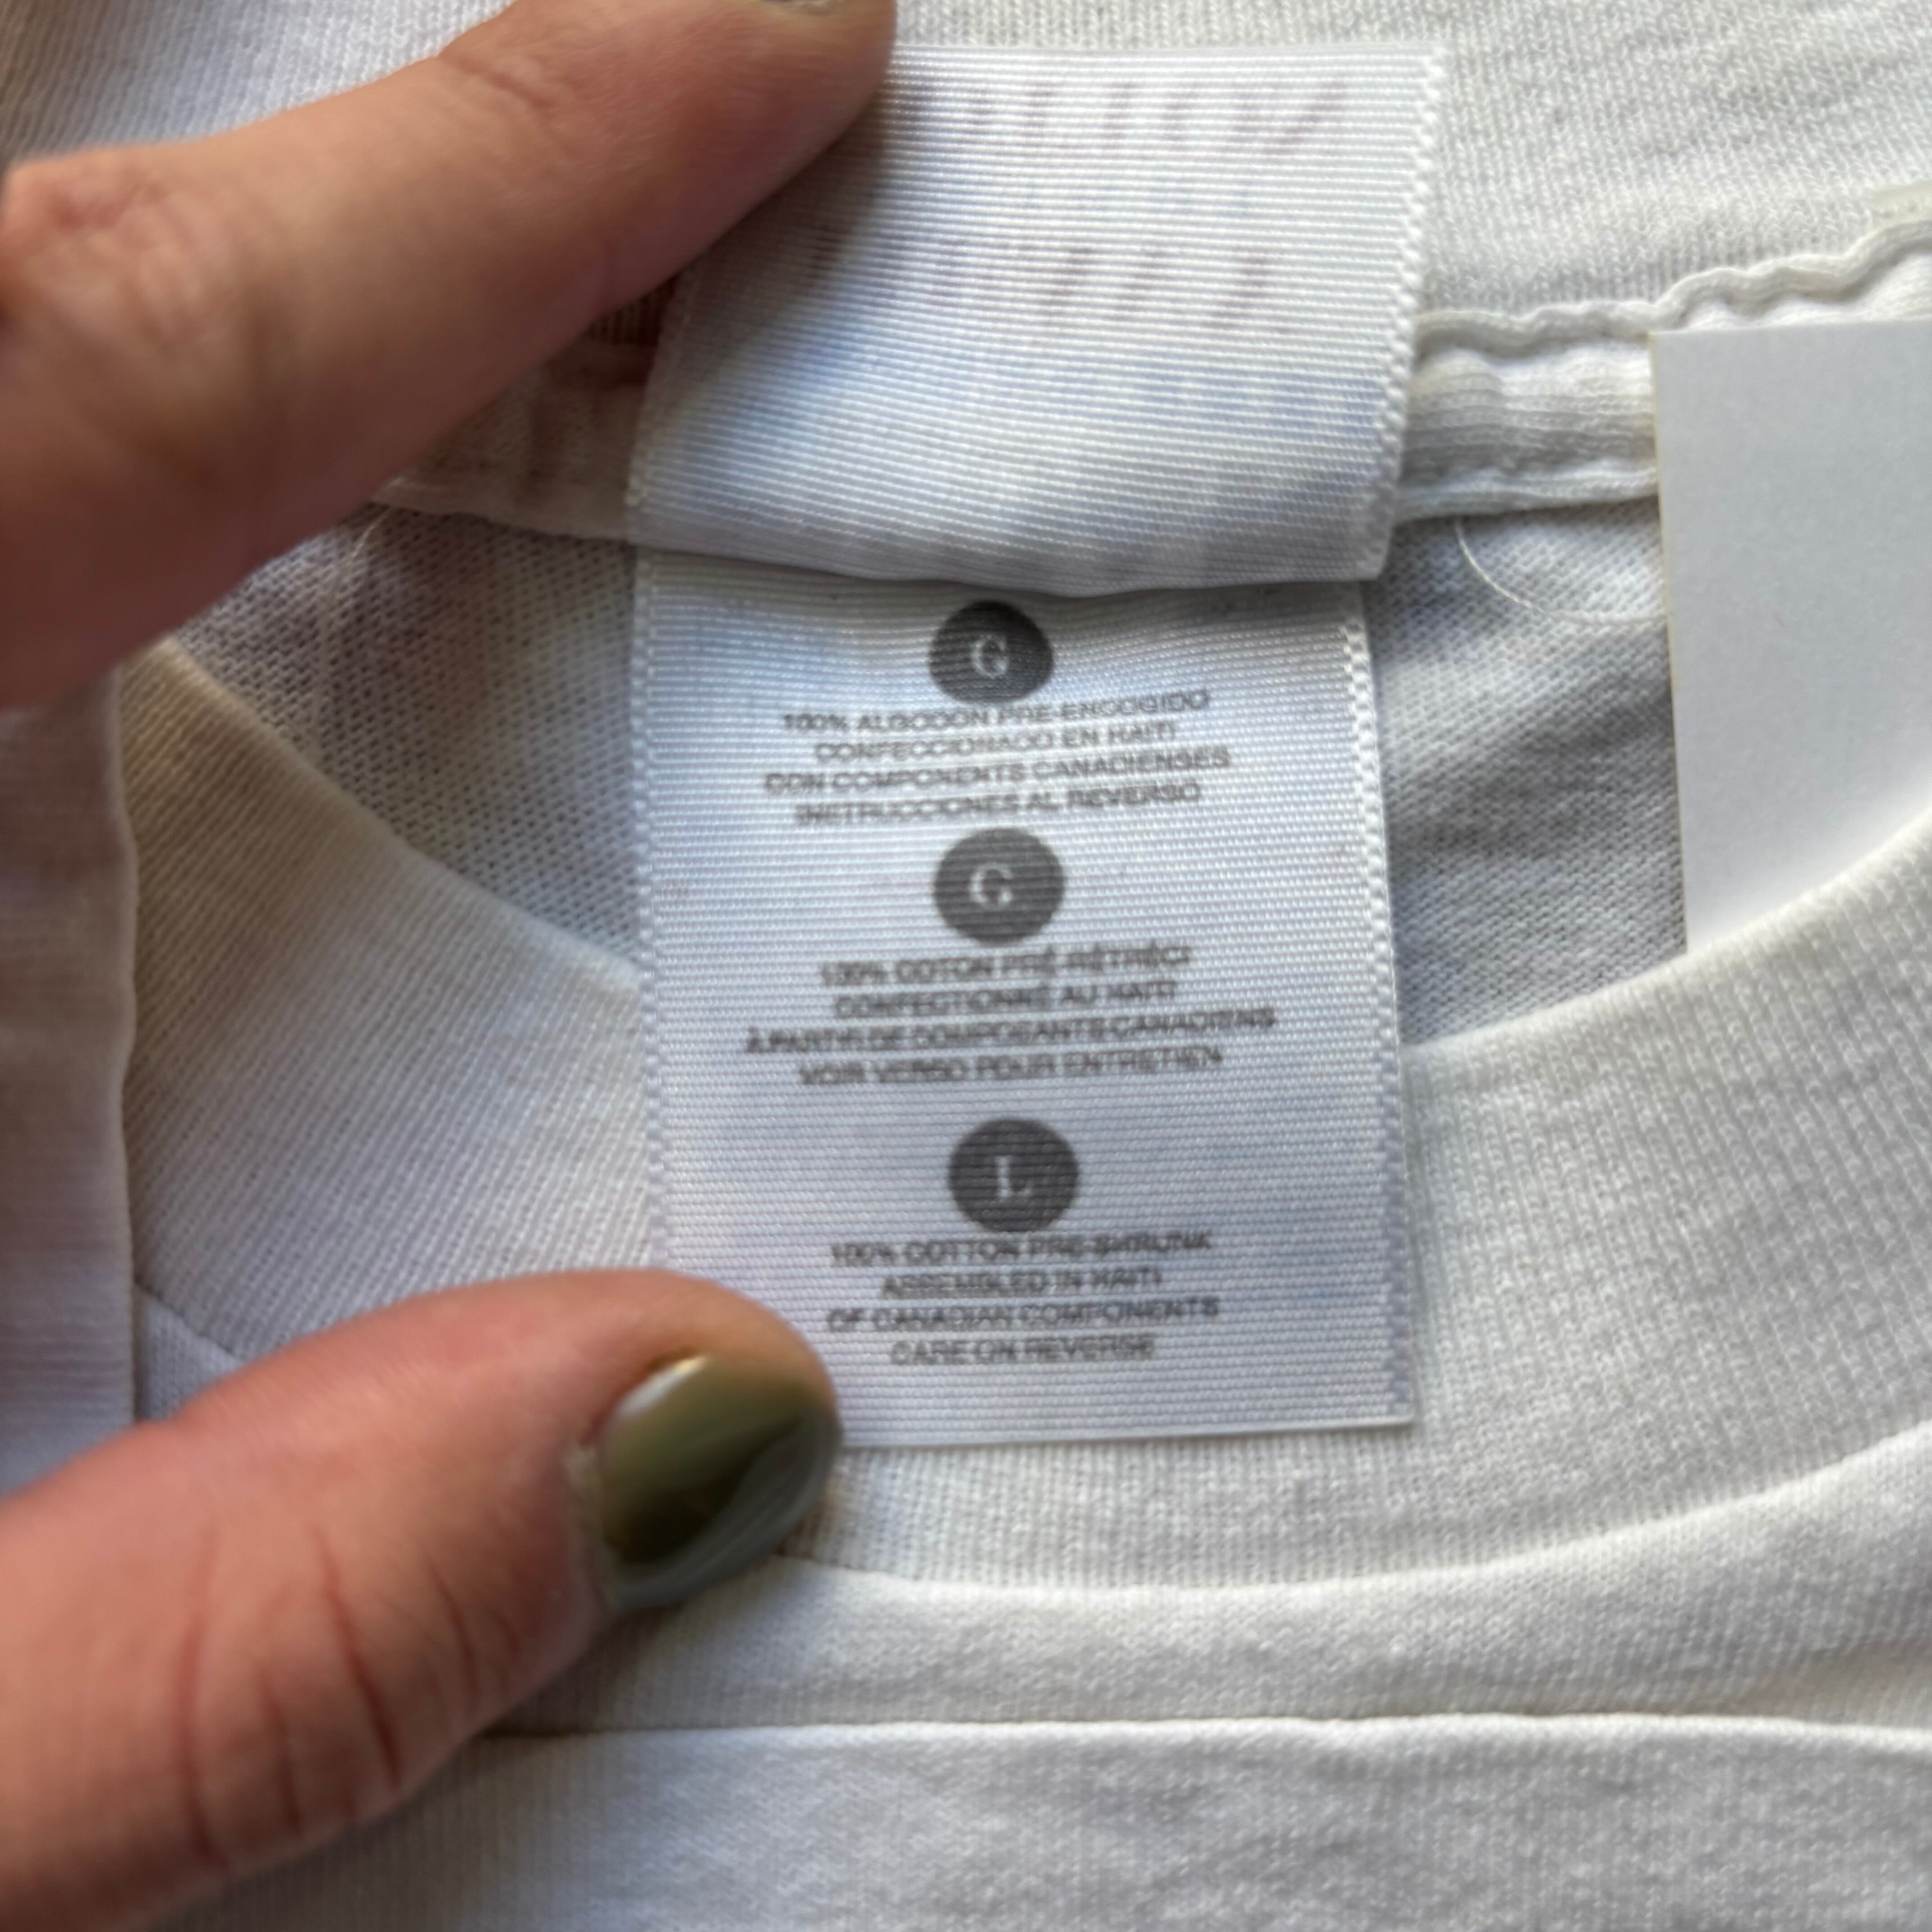 G
100% ALGODON PRE-ENCOGIDO
CONFECCIONADO EN HAITI
CON COMPONENTS CANADIENSES
INSTRUCCIONES AL REVERSO
G
100% COTON PRÉ-RÉTRÉCI
CONFECTIONNÉ AU HAITI
À PARTIR DE COMPOSANTS CANADIENS
VOIR VERSO POUR ENTRETIEN
L
100% COTTON PRE-SHRUNK
ASSEMBLED IN HAITI
OF CANADIAN COMPONENTS
CARE ON REVERSE